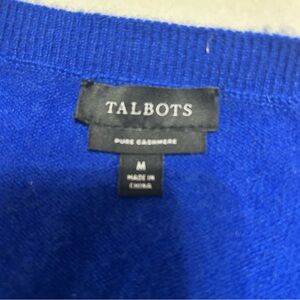 TALBOTS
PURE CASHMERE
M
MADE IN
CHINA